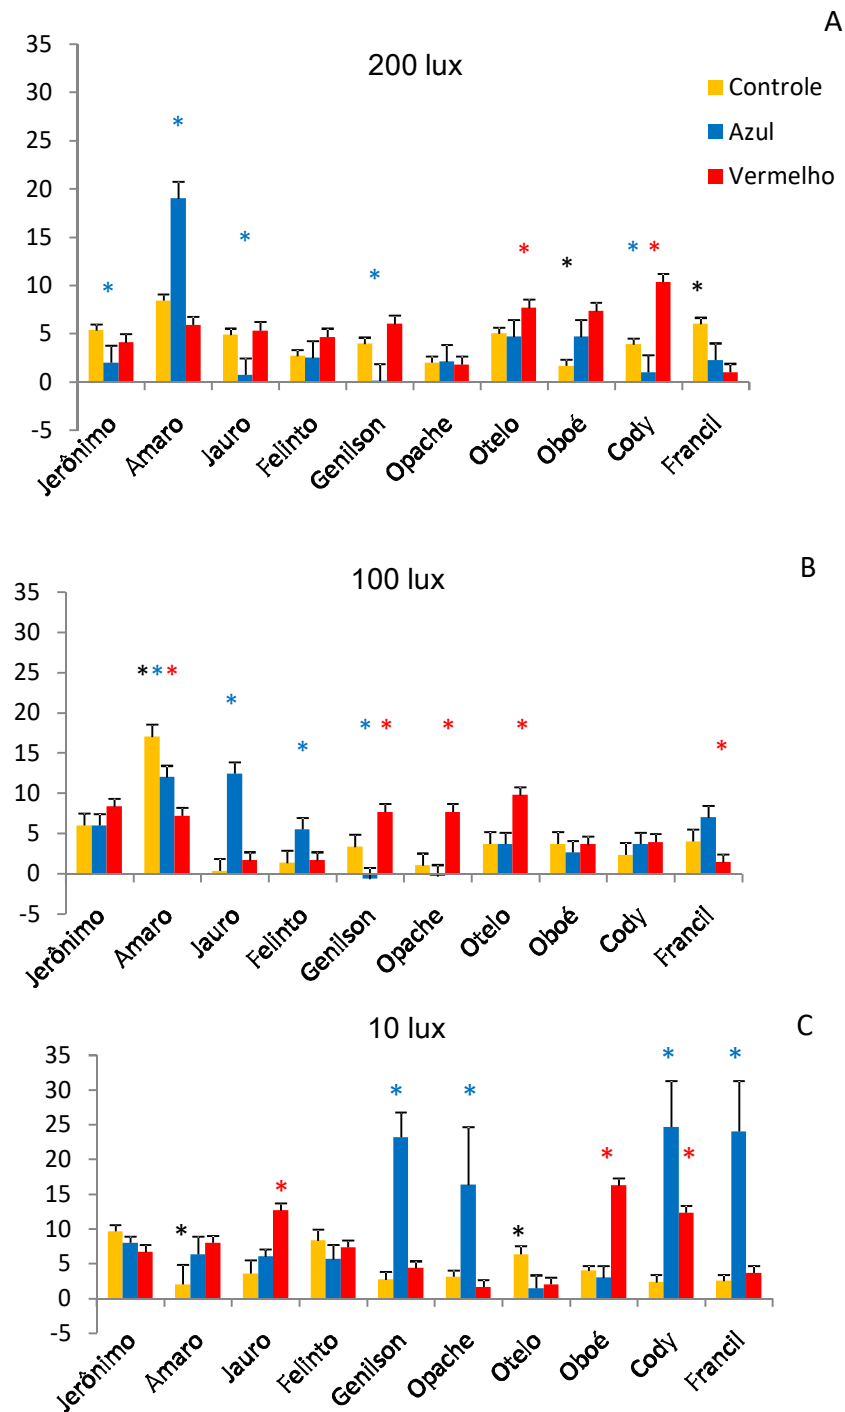 A
200 lux
35
30
25
20
15
10
5
0
-5
Controle
Azul
Vermelho
* * * * * * * * *
Jerônimo Amaro Jauro Felinto Genilson Opache Otelo Oboé Cody Francil
B
100 lux
35
30
25
20
15
10
5
0
-5
* * * * * * * * * *
Jerônimo Amaro Jauro Felinto Genilson Opache Otelo Oboé Cody Francil
C
10 lux
35
30
25
20
15
10
5
0
-5
* * * * * * * * *
Jerônimo Amaro Jauro Felinto Genilson Opache Otelo Oboé Cody Francil